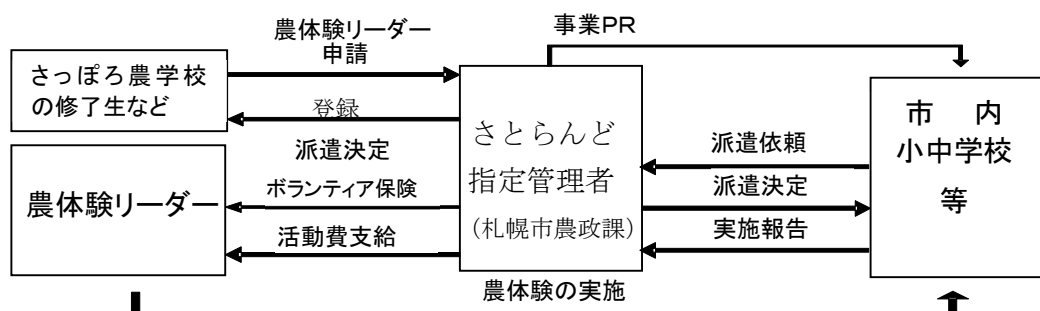 農体験リーダー
申請
事業PR
さっぽろ農学校
の修了生など
登録
派遣決定
ボランティア保険
活動費支給
農体験リーダー
さとらんど
指定管理者
（札幌市農政課）
農体験の実施
派遣依頼
派遣決定
実施報告
市 内
小中学校
等